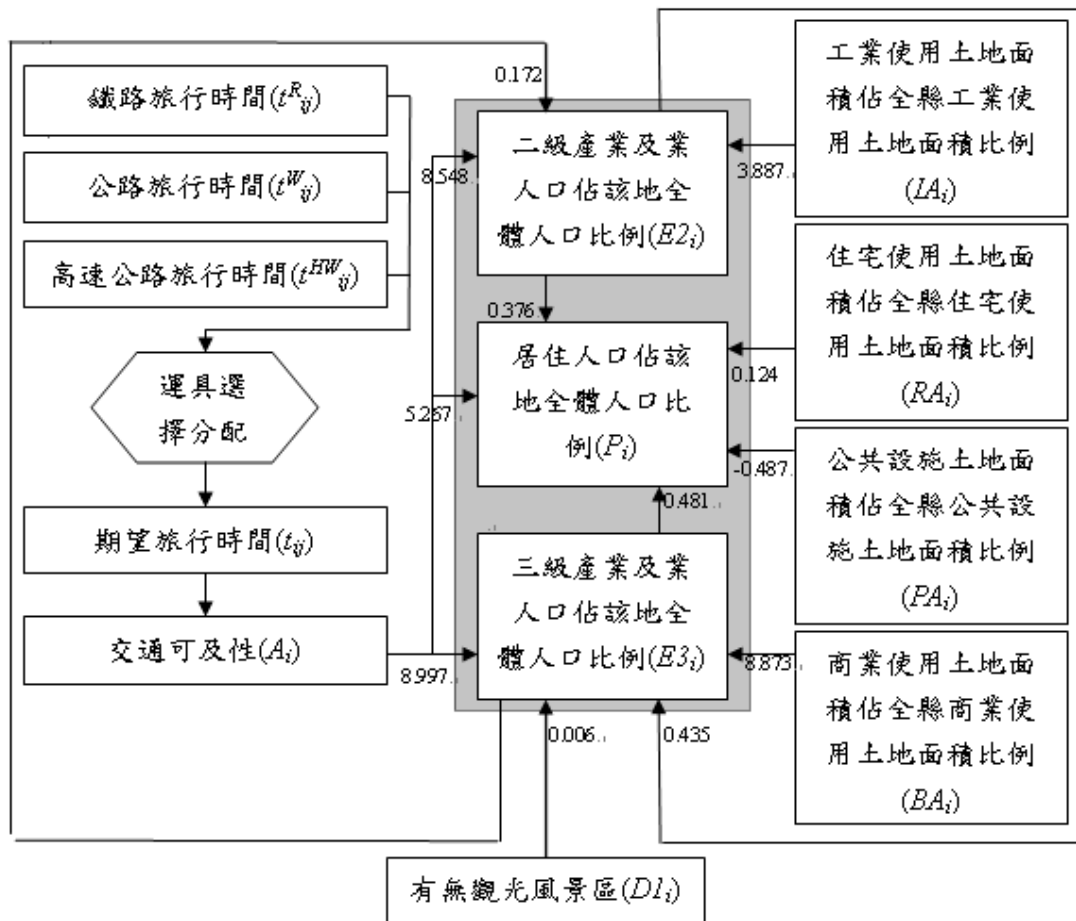 0.172
鐵路旅行時間(t^R_ij)
公路旅行時間(t^W_ij)
高速公路旅行時間(t^HW_ij)
運具選
擇分配
期望旅行時間(t_ij)
交通可及性(A_i)
8.548
5.267
8.997
二級產業及業
人口佔該地全
體人口比例(E2_i)
0.376
居住人口佔該
地全體人口比
例(P_i)
0.481
三級產業及業
人口佔該地全
體人口比例(E3_i)
0.006
0.435
3.887
0.124
-0.487
8.873
工業使用土地面
積佔全縣工業使
用土地面積比例
(IA_i)
住宅使用土地面
積佔全縣住宅使
用土地面積比例
(RA_i)
公共設施土地面
積佔全縣公共設
施土地面積比例
(PA_i)
商業使用土地面
積佔全縣商業使
用土地面積比例
(BA_i)
有無觀光風景區(D1_i)